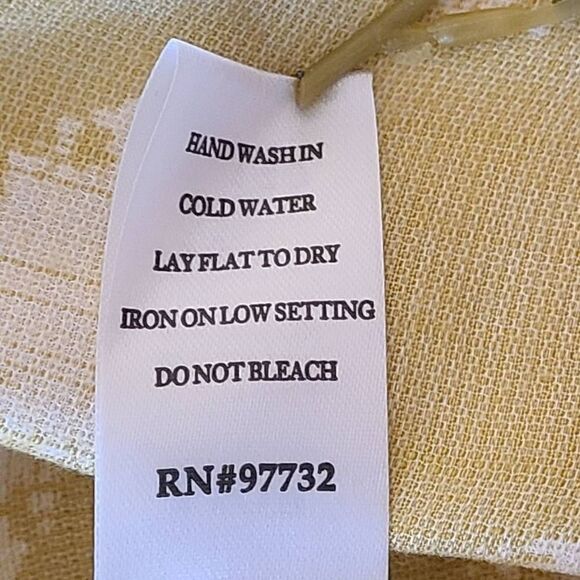 HAND WASH IN
COLD WATER
LAY FLAT TO DRY
IRON ON LOW SETTING
DO NOT BLEACH
RN#97732